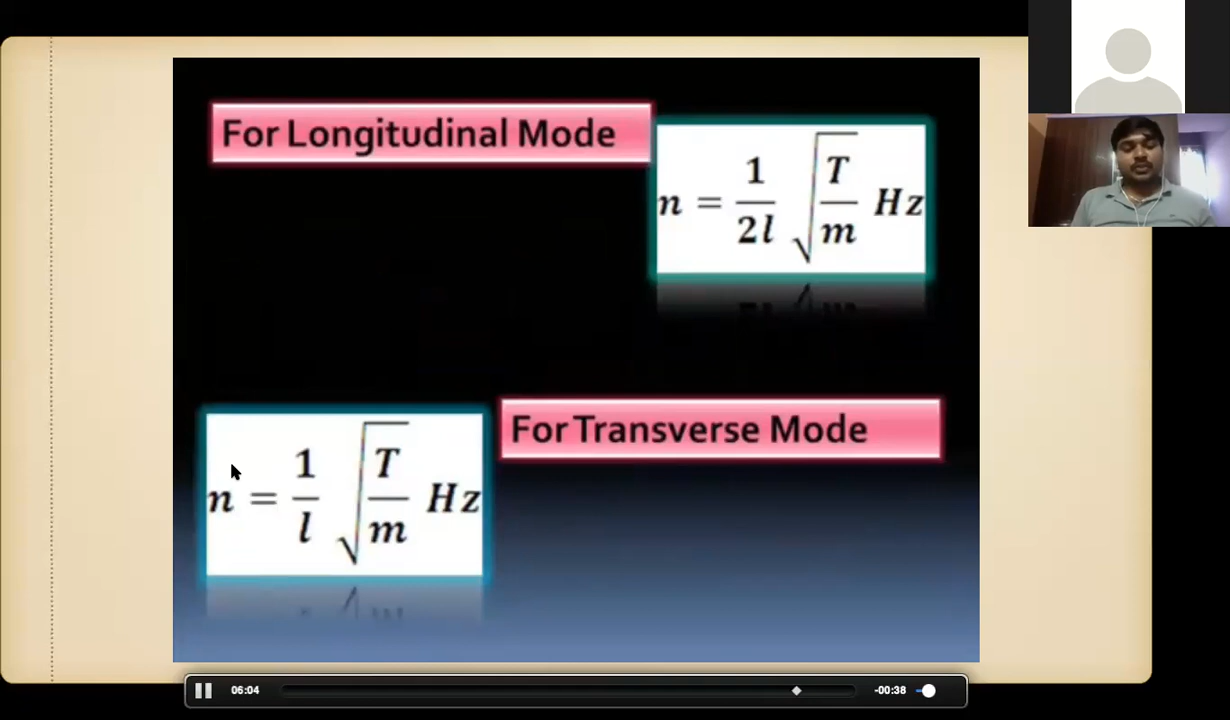 For Longitudinal Mode
n = 1/2l √T/m Hz
For Transverse Mode
n = 1/l √T/m Hz
06:04
-00:38